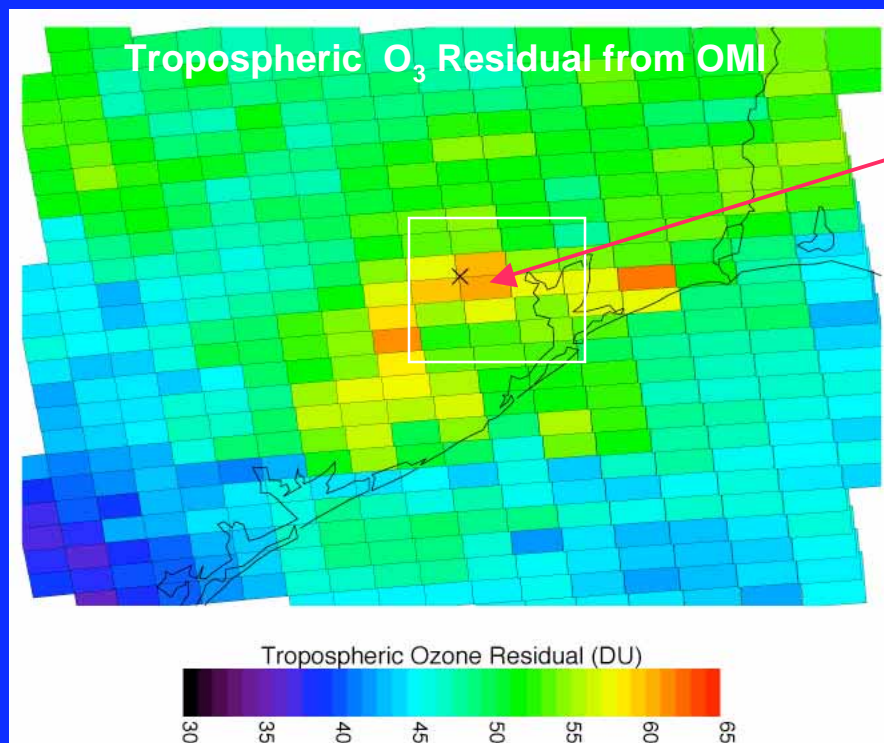 Tropospheric O₃ Residual from OMI
Tropospheric Ozone Residual (DU)
30 35 40 45 50 55 60 65